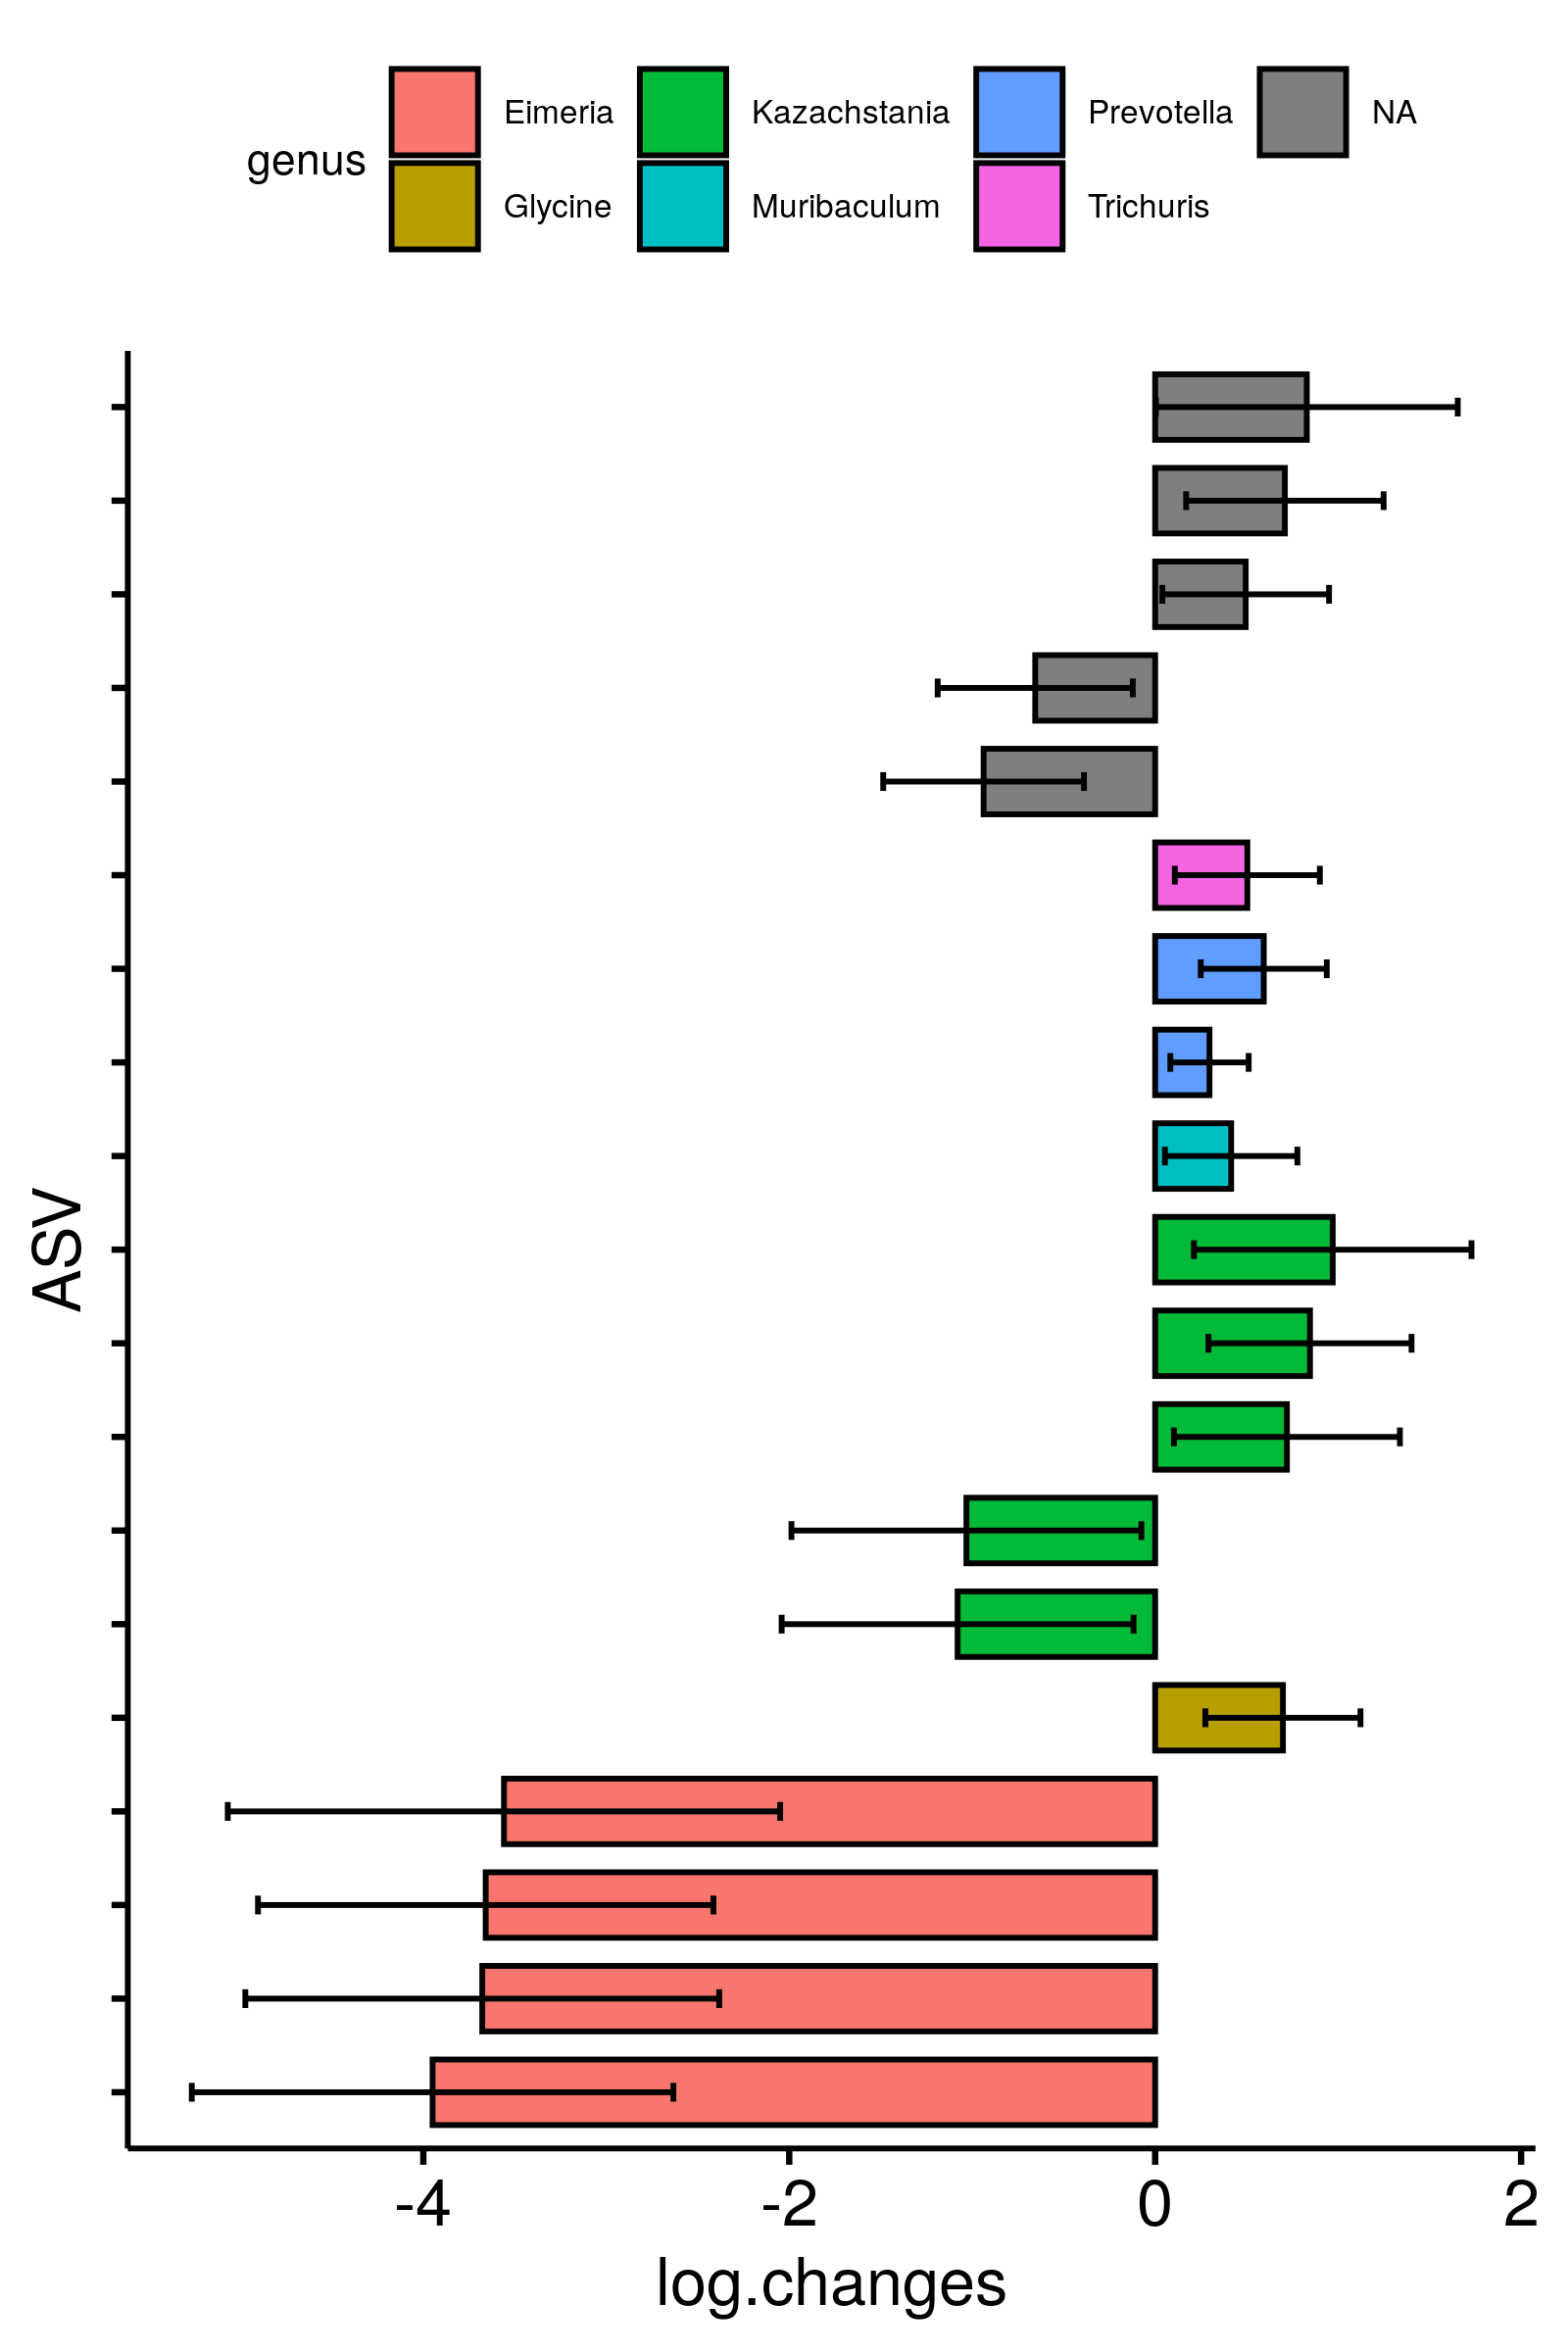 genus
Eimeria Kazachstania Prevotella NA
Glycine Muribaculum Trichuris
ASV
-4 -2 0 2
log.changes